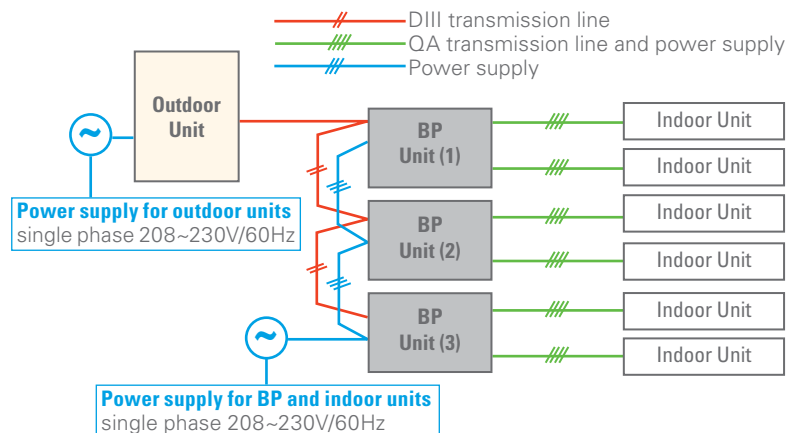 DIII transmission line
QA transmission line and power supply
Power supply
Outdoor
Unit
~
Power supply for outdoor units
single phase 208~230V/60Hz
BP
Unit (1)
Indoor Unit
Indoor Unit
BP
Unit (2)
Indoor Unit
Indoor Unit
BP
Unit (3)
Indoor Unit
Indoor Unit
~
Power supply for BP and indoor units
single phase 208~230V/60Hz